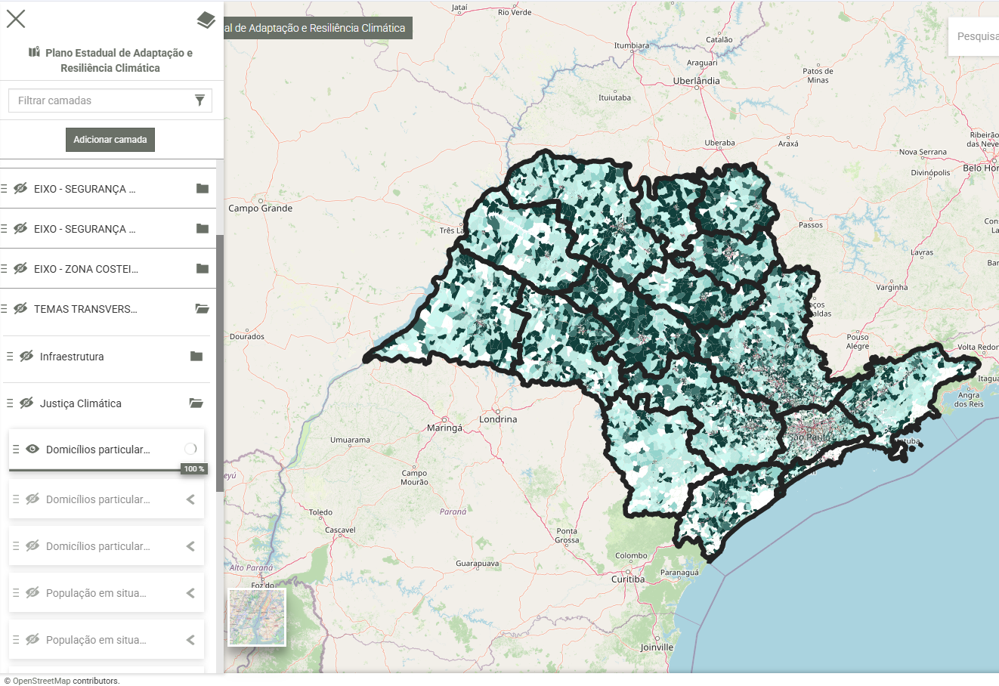 Plano Estadual de Adaptação e
Resiliência Climática
Filtrar camadas
Adicionar camada
EIXO - SEGURANÇA ...
EIXO - SEGURANÇA ...
EIXO - ZONA COSTEI...
TEMAS TRANSVERS...
Infraestrutura
Justiça Climática
Domicílios particular...
100 %
Domicílios particular...
Domicílios particular...
População em situa...
População em situa...
© OpenStreetMap contributors.
al de Adaptação e Resiliência Climática
Pesquisa
Jataí
Rio Verde
Catalão
Itumbiara
Araguari
Uberlândia
Patos de
Minas
Ituiutaba
Uberaba
Araxá
Ribeirão
das Neve
Nova Serrana
Divinópolis
Belo Hor
Campo Grande
Três La
Passos
Con
La
Lavras
Bar
Varginha
ços
aldas
Dourados
Pouso
Alegre
Volta Redon
Itagua
Angra
dos Reis
Londrina
Maringá
São Paulo
atuba
Umuarama
Campo
Mourão
eyú
Toledo
Paraná
Cascavel
Ponta
Grossa
Guarapuava
Colombo
Alto Paraná
Paranaguá
Curitiba
Foz do
Joinville